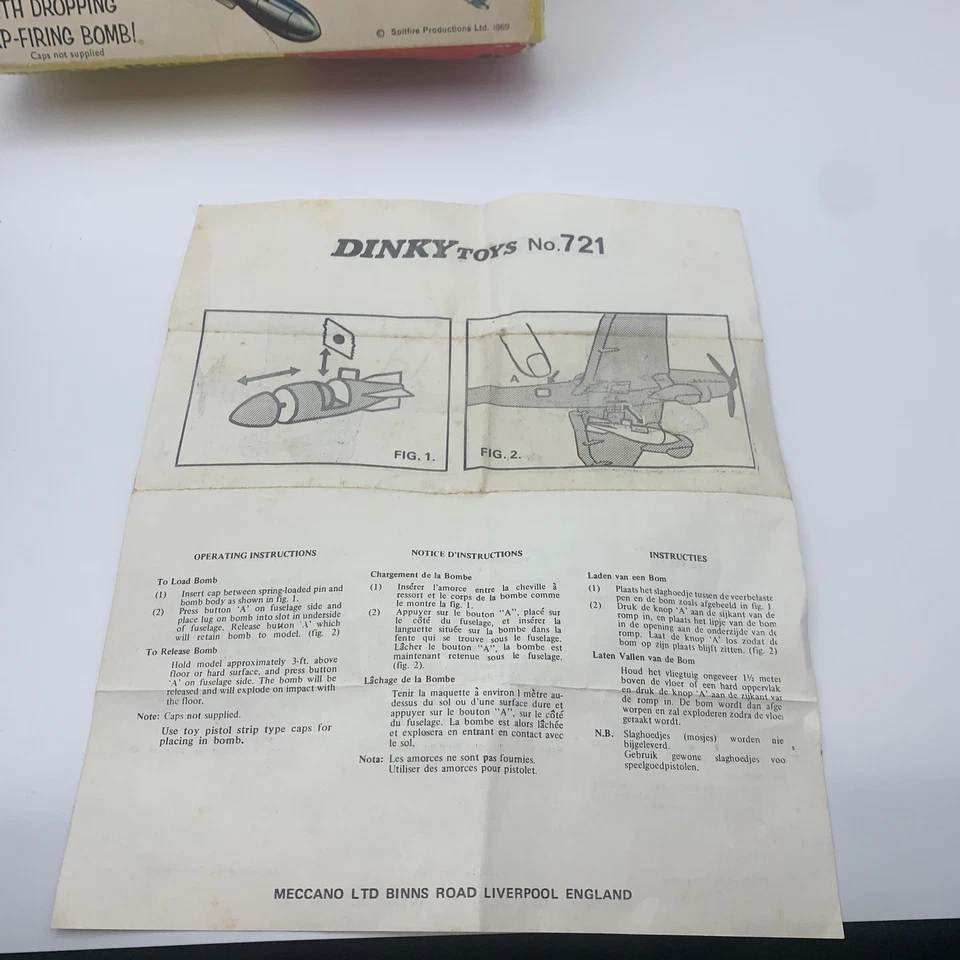 TH DROPPING
P-FIRING BOMB!
Caps not supplied
© Spitfire Productions Ltd. 1969
DINKY TOYS No. 721
FIG. 1.
A
FIG. 2.
OPERATING INSTRUCTIONS
To Load Bomb
(1) Insert cap between spring-loaded pin and
bomb body as shown in fig. 1.
(2) Press button 'A' on fuselage side and
place lug on bomb into slot in underside
of fuselage. Release button 'A' which
will retain bomb to model. (fig. 2)
To Release Bomb
Hold model approximately 3-ft. above
floor or hard surface, and press button
'A' on fuselage side. The bomb will be
released and will explode on impact with
the floor.
Note: Caps not supplied.
Use toy pistol strip type caps for
placing in bomb.
NOTICE D'INSTRUCTIONS
Chargement de la Bombe
(1) Insérer l'amorce entre la cheville à
ressort et le corps de la bombe comme
le montre la fig. 1.
(2) Appuyer sur le bouton "A", placé sur
le côté du fuselage, et insérer la
languette située sur la bombe dans la
fente qui se trouve sous le fuselage.
Lâcher le bouton "A", la bombe est
maintenant retenue sous le fuselage.
(fig. 2).
Lâchage de la Bombe
Tenir la maquette à environ 1 mètre au-
dessus du sol ou d'une surface dure et
appuyer sur le bouton "A", sur le côté
du fuselage. La bombe est alors lâchée
et explosera en entrant en contact avec
le sol.
Nota: Les amorces ne sont pas fournies.
Utiliser des amorces pour pistolet.
INSTRUCTIES
Laden van een Bom
(1) Plaats het slaghoedje tussen de veerbelaste
pen en de bom zoals afgebeeld in fig. 1.
(2) Druk de knop 'A' aan de sijkant van de
romp in, en plaats het lipje van de bom
in de opening aan de onderzijde van de
romp. Laat de knop 'A' los zodat de
bom op zijn plaats blijft zitten. (fig. 2)
Laten Vallen van de Bom
Houd het vliegtuig ongeveer 1½ meter
boven de vloer of een hard oppervlak
en druk de knop 'A' aan de zijkant van
de romp in. De bom wordt dan afge
worpen en zal exploderen zodra de vloer
geraakt wordt.
N.B. Slaghoedjes (mosjes) worden nie
bijgeleverd.
Gebruik gewone slaghoedjes voo
speelgoedpistolen.
MECCANO LTD BINNS ROAD LIVERPOOL ENGLAND